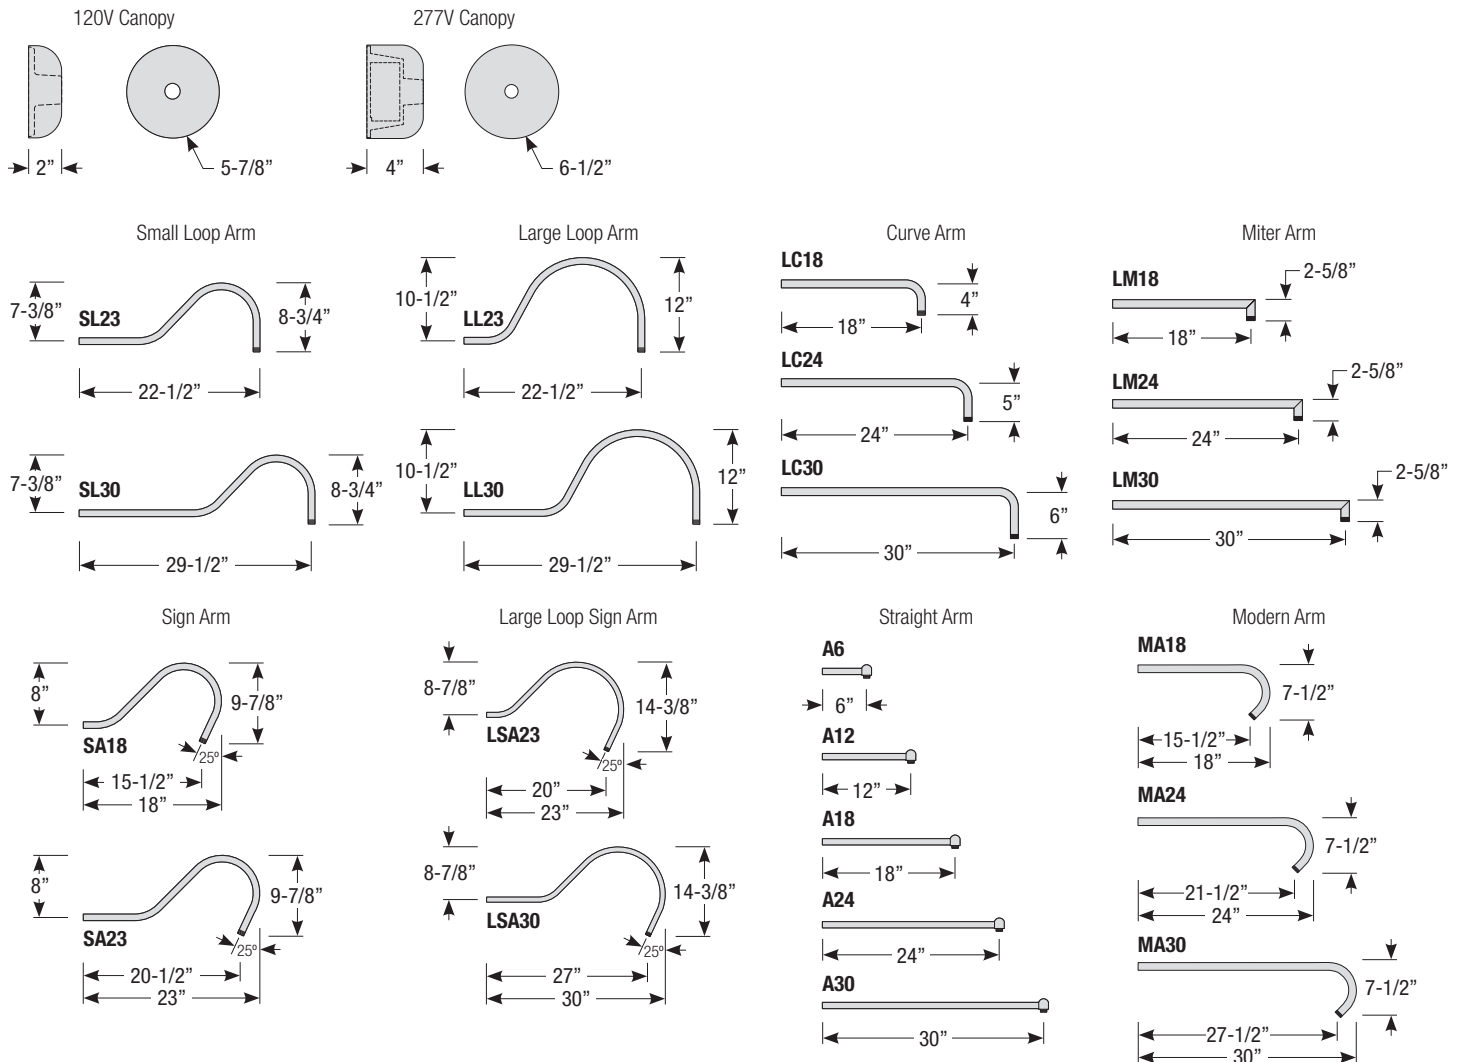 120V Canopy
277V Canopy
2”
5-7/8”
4”
6-1/2”
Small Loop Arm
7-3/8”
SL23
8-3/4”
22-1/2”
7-3/8”
SL30
8-3/4”
29-1/2”
Large Loop Arm
10-1/2”
LL23
12”
22-1/2”
10-1/2”
LL30
12”
29-1/2”
Curve Arm
LC18
4”
18”
LC24
5”
24”
LC30
6”
30”
Miter Arm
LM18
2-5/8”
18”
LM24
2-5/8”
24”
LM30
2-5/8”
30”
Sign Arm
8”
9-7/8”
SA18
25º
15-1/2”
18”
8”
9-7/8”
SA23
25º
20-1/2”
23”
Large Loop Sign Arm
8-7/8”
14-3/8”
LSA23
25º
20”
23”
8-7/8”
14-3/8”
LSA30
25º
27”
30”
Straight Arm
A6
6”
A12
12”
A18
18”
A24
24”
A30
30”
Modern Arm
MA18
7-1/2”
15-1/2”
18”
MA24
7-1/2”
21-1/2”
24”
MA30
7-1/2”
27-1/2”
30”